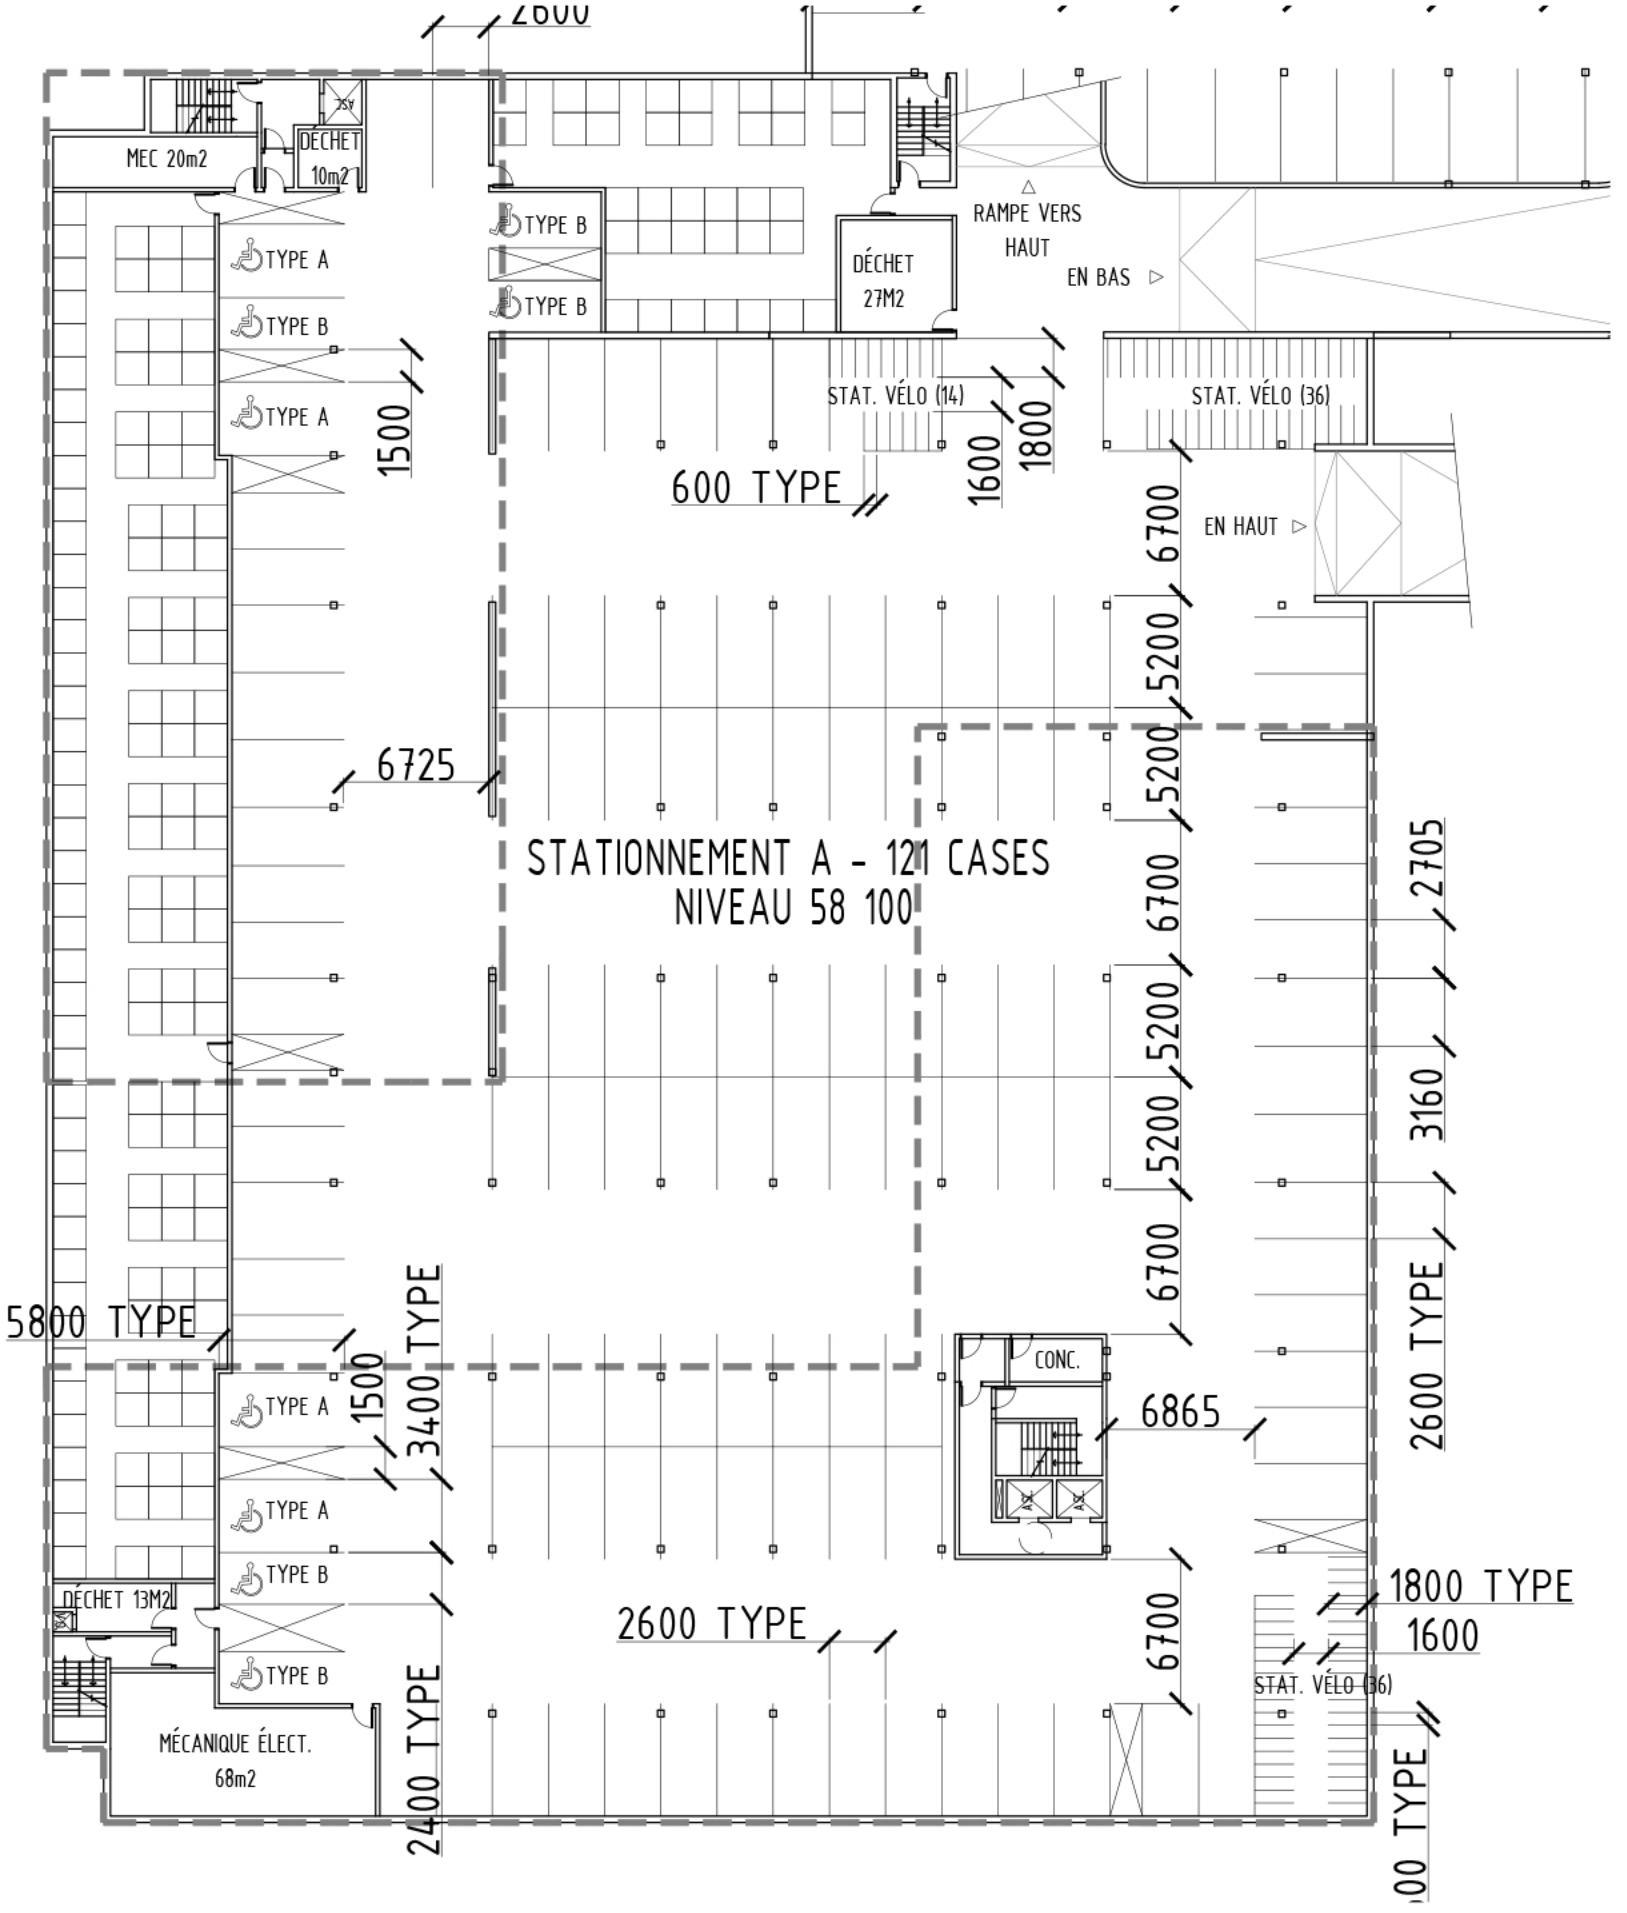 2600
ASC
DÉCHET
10m2
MEC 20m2
TYPE A
TYPE B
TYPE A
1500
TYPE B
TYPE B
DÉCHET
27M2
RAMPE VERS
HAUT
EN BAS
STAT. VÉLO (14)
STAT. VÉLO (36)
600 TYPE
1600
1800
6700
EN HAUT
5200
6725
5200
STATIONNEMENT A - 121 CASES
NIVEAU 58 100
6700
2705
5200
3160
5200
6700
5800 TYPE
3400 TYPE
2600 TYPE
CONC.
1500
TYPE A
6865
TYPE A
ASC.
ASC.
TYPE B
DÉCHET 13M2
2600 TYPE
6700
1800 TYPE
1600
TYPE B
STAT. VÉLO (36)
2400 TYPE
MÉCANIQUE ÉLECT.
68m2
00 TYPE